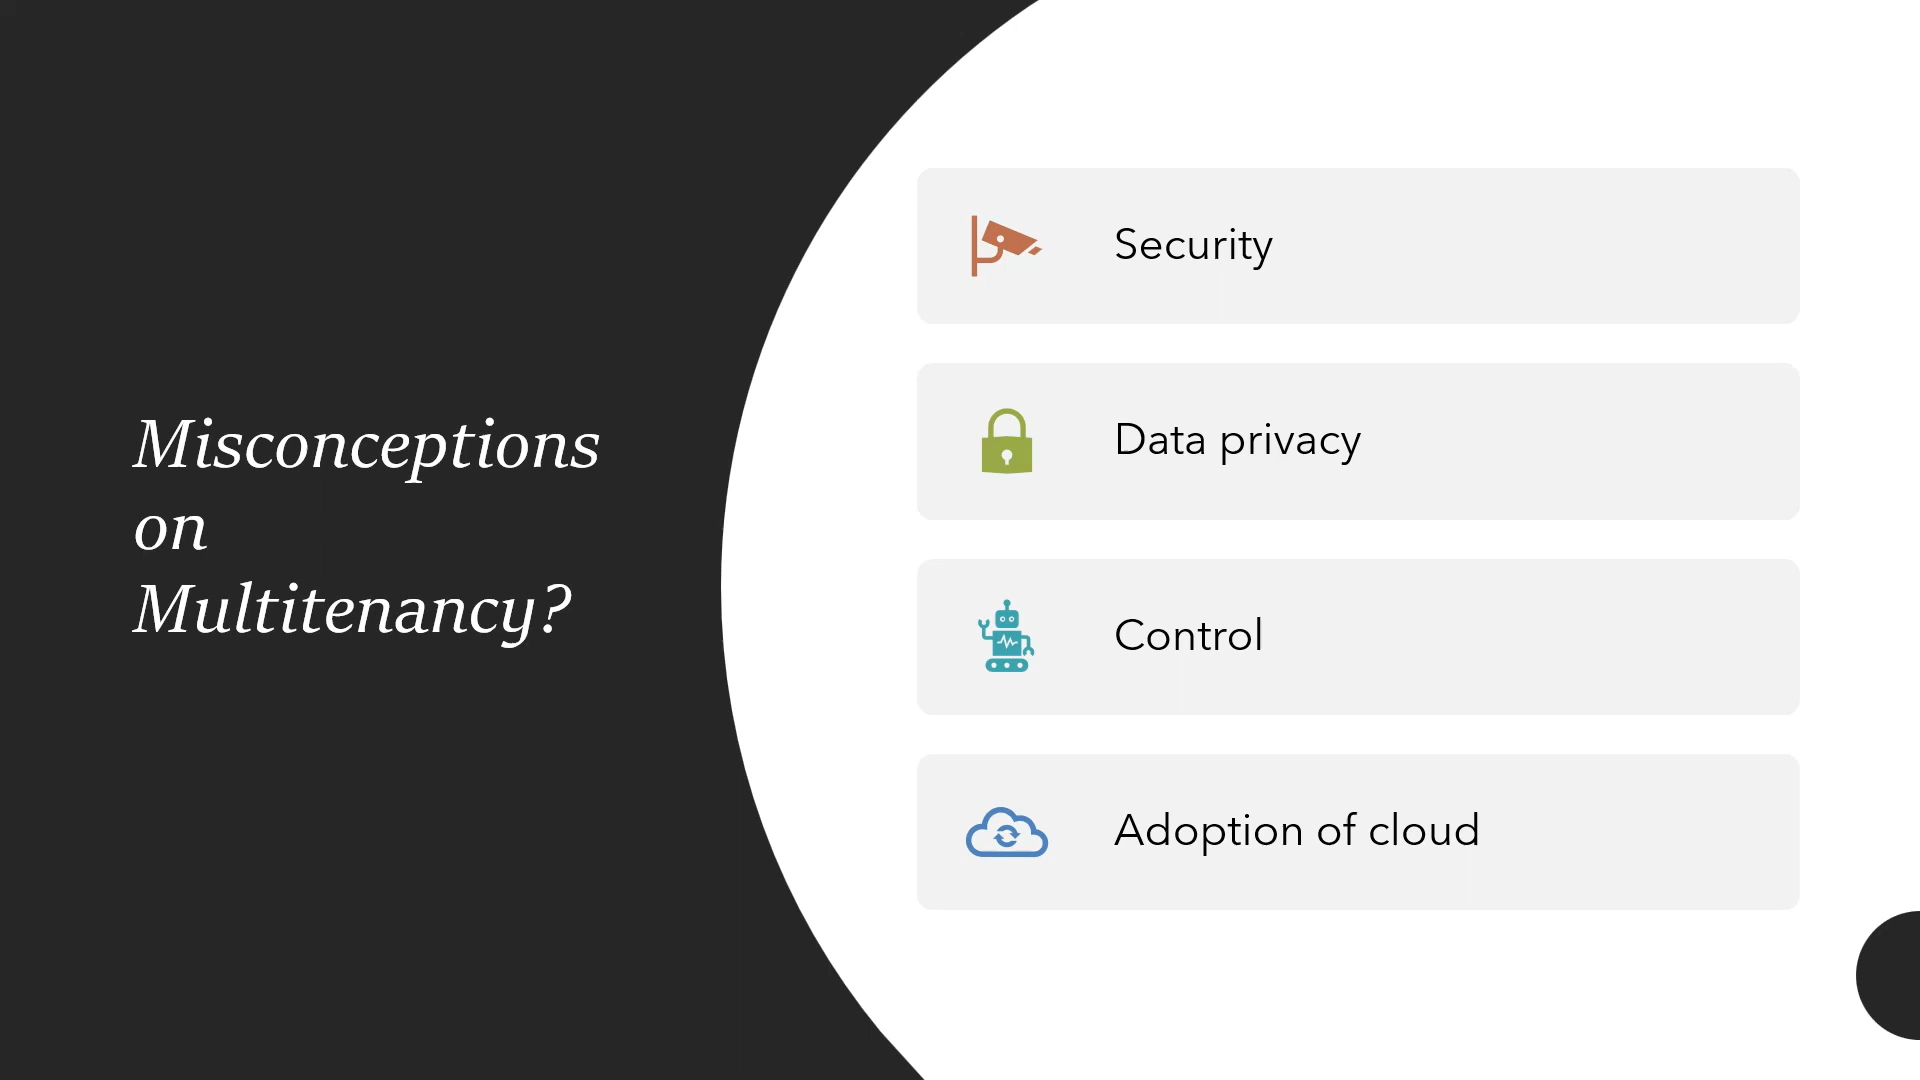 Misconceptions
on
Multitenancy?
Security
Data privacy
Control
Adoption of cloud